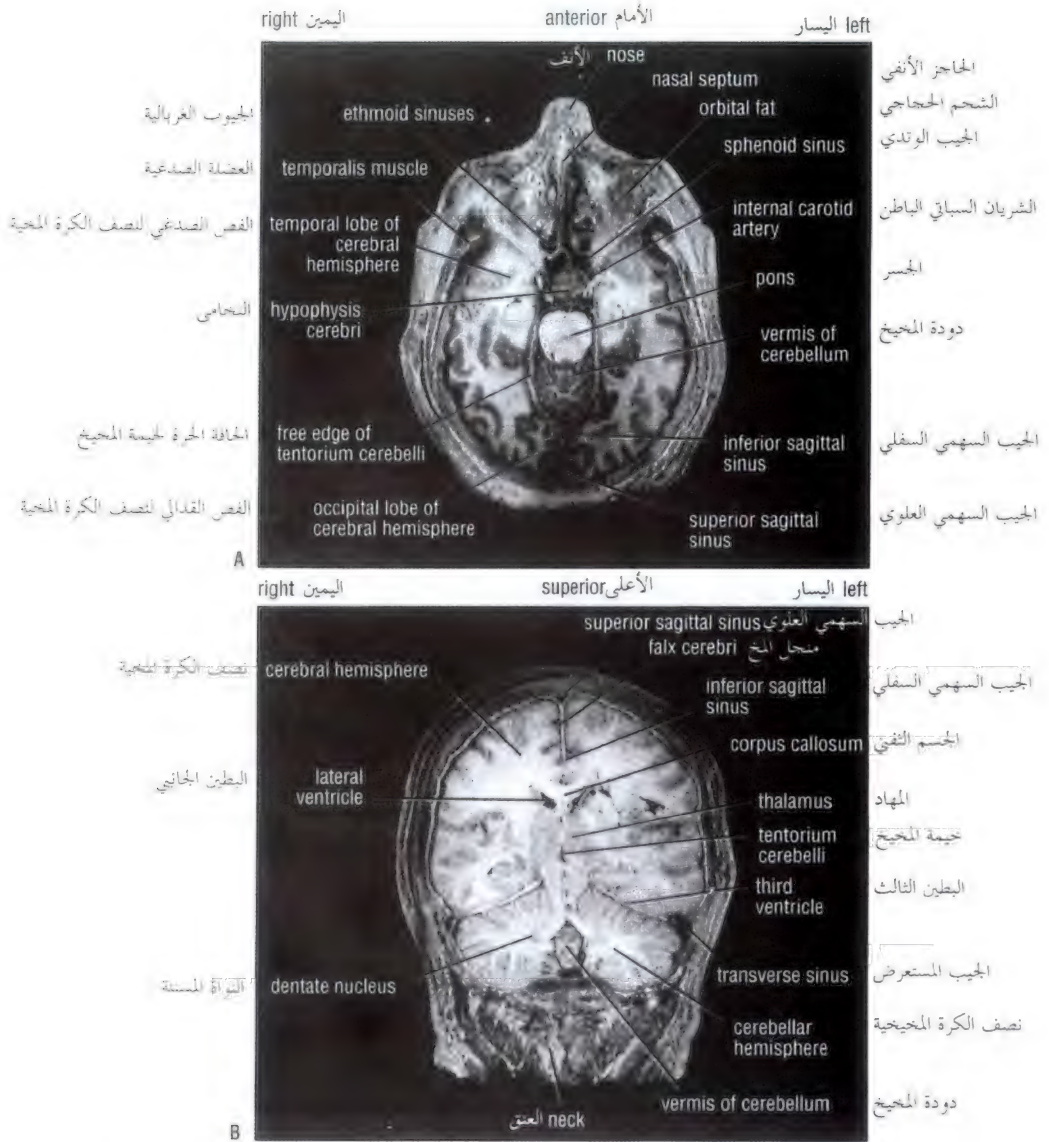 right اليمين
anterior الأمام
اليسار left
الأنف nose
nasal septum
الحاجز الأنفي
الجيوب الغربالية
ethmoid sinuses
orbital fat
الشحم الحجاجي
sphenoid sinus
الجيب الوتدي
العضلة الصدغية
temporalis muscle
internal carotid
artery
الشريان السباتي الباطن
الفص الصدغي لنصف الكرة المخية
temporal lobe of
cerebral
hemisphere
pons
الجسر
النخامى
hypophysis
cerebri
vermis of
cerebellum
دودة المخيخ
الحافة الحرة لخيمة المخيخ
free edge of
tentorium cerebelli
inferior sagittal
sinus
الجيب السهمي السفلي
الفص القذالي لنصف الكرة المخية
occipital lobe of
cerebral hemisphere
superior sagittal
sinus
الجيب السهمي العلوي
A
right اليمين
superior الأعلى
اليسار left
superior sagittal sinus الجيب السهمي العلوي
falx cerebri منجل المخ
نصف الكرة المخية
cerebral hemisphere
inferior sagittal
sinus
الجيب السهمي السفلي
corpus callosum
الجسم الثفني
البطين الجانبي
lateral
ventricle
thalamus
المهاد
tentorium
cerebelli
خيمة المخيخ
third
ventricle
البطين الثالث
transverse sinus
الجيب المستعرض
النواة المسننة
dentate nucleus
cerebellar
hemisphere
نصف الكرة المخيخية
vermis of cerebellum
دودة المخيخ
العنق neck
B